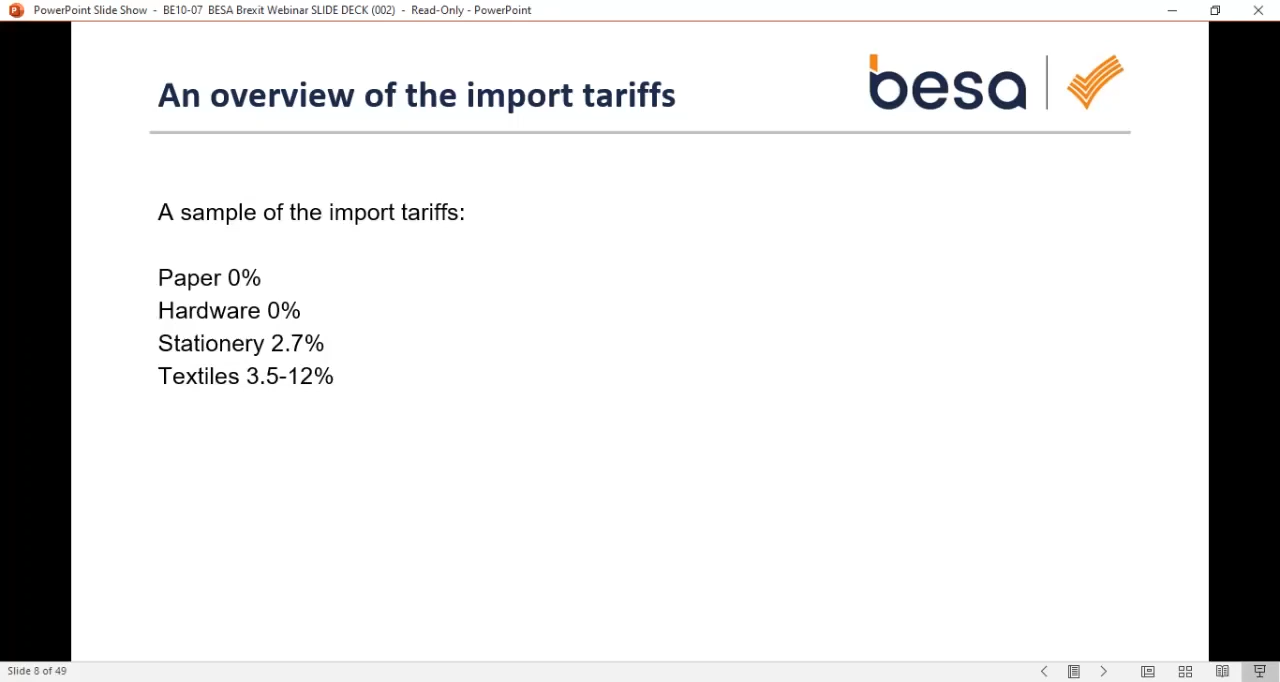 PowerPoint Slide Show - BE10-07 BESA Brexit Webinar SLIDE DECK (002) - Read-Only - PowerPoint
An overview of the import tariffs
besa
A sample of the import tariffs:
Paper 0%
Hardware 0%
Stationery 2.7%
Textiles 3.5-12%
Slide 8 of 49